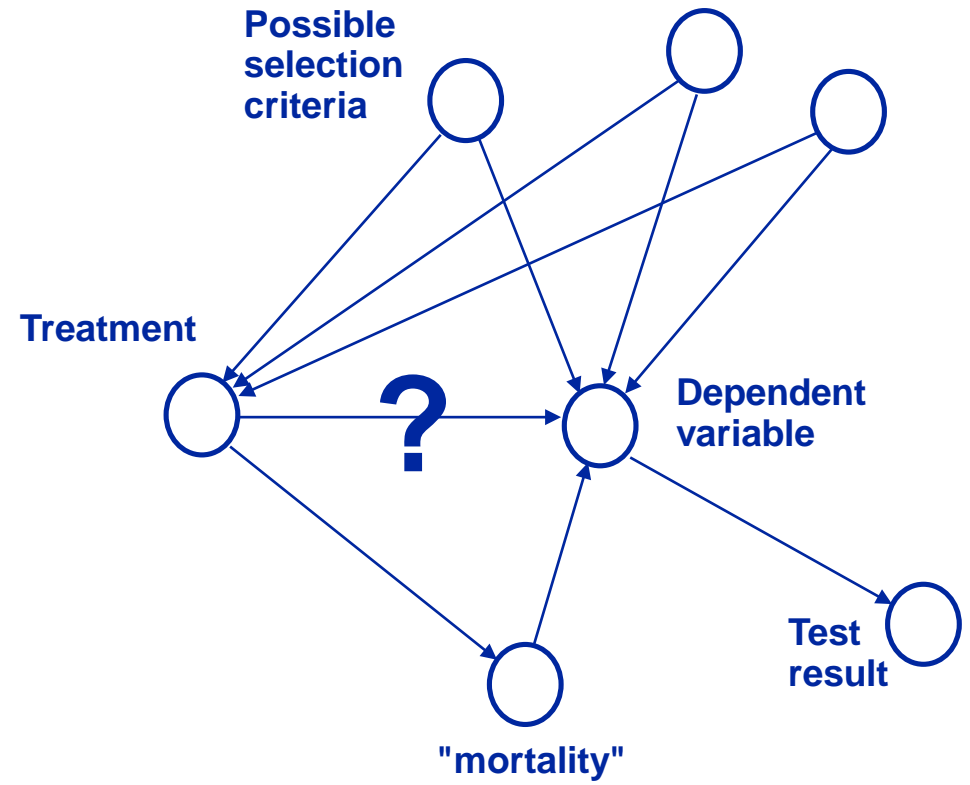 Possible
selection
criteria
Treatment
?
Dependent
variable
Test
result
"mortality"